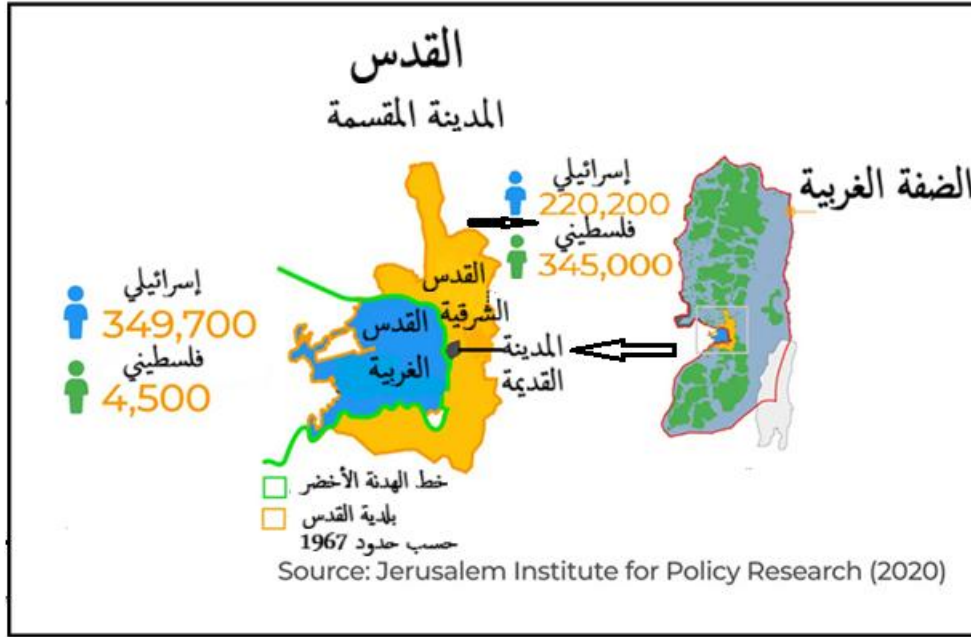 القدس
المدينة المقسمة
الضفة الغربية
إسرائيلي
220,200
فلسطيني
345,000
إسرائيلي
349,700
فلسطيني
4,500
القدس
الشرقية
القدس
الغربية
المدينة
القديمة
خط الهدنة الأخضر
بلدية القدس
حسب حدود 1967
Source: Jerusalem Institute for Policy Research (2020)